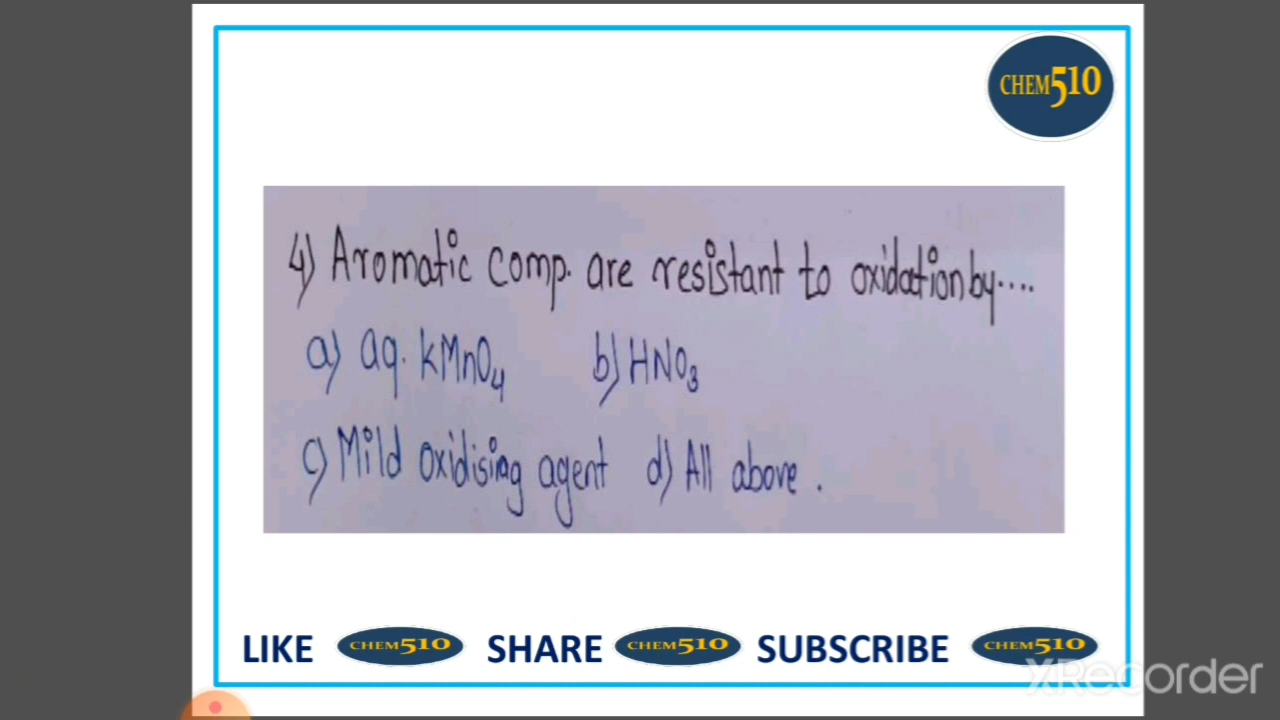 CHEM510
4) Aromatic comp. are resistant to oxidation by....
a) aq. KMnO4 b) HNO3
c) Mild oxidising agent d) All above.
LIKE CHEM510 SHARE CHEM510 SUBSCRIBE CHEM510
XRecorder